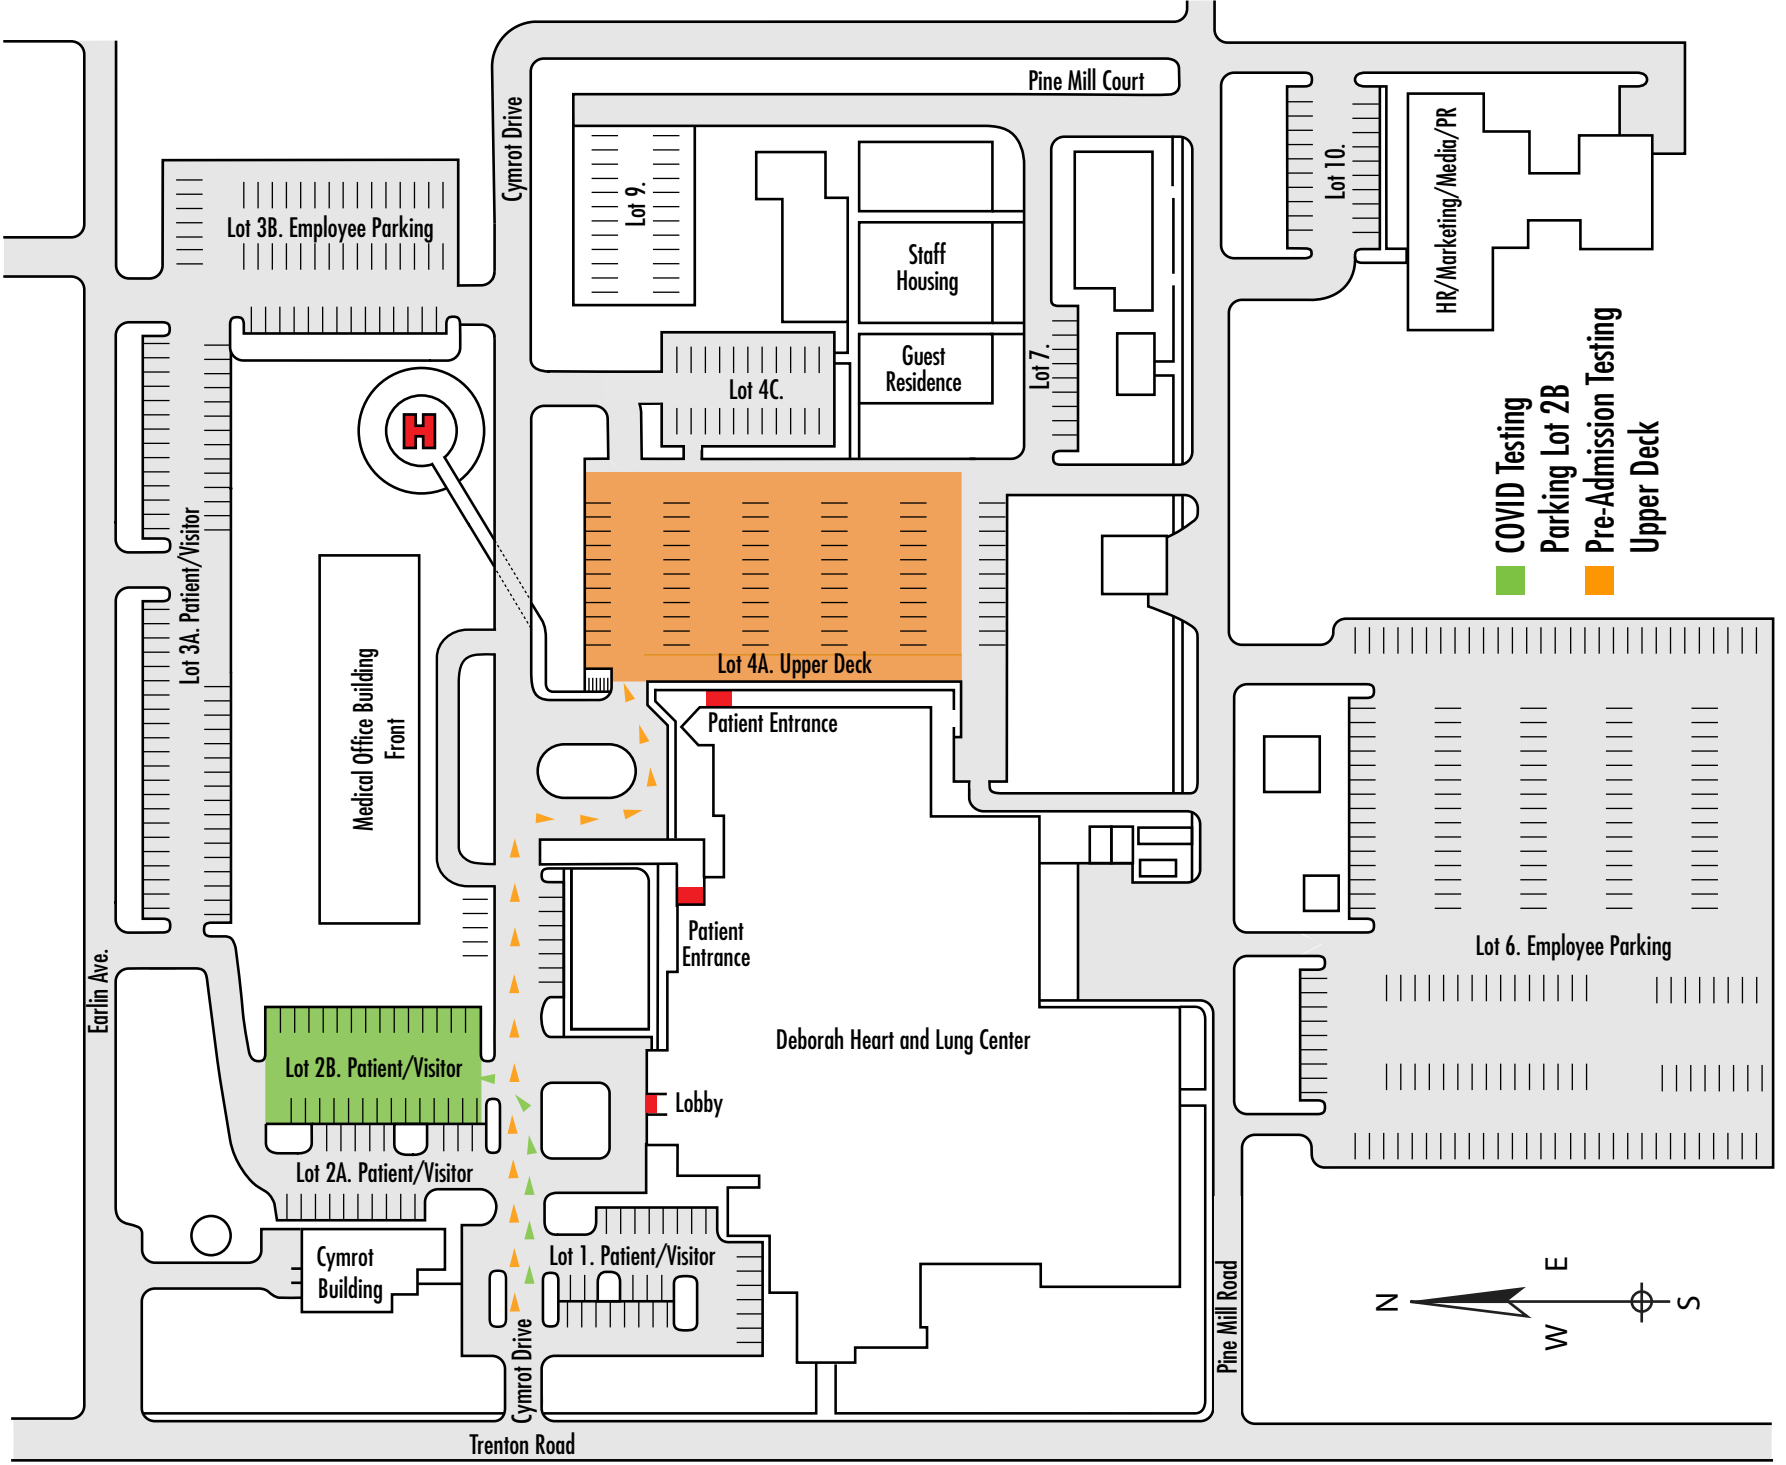 Pine Mill Court
Cymrot Drive
Lot 3B. Employee Parking
Lot 9.
Lot 10.
HR/Marketing/Media/PR
Staff
Housing
Guest
Residence
Lot 7.
Lot 4C.
H
COVID Testing
Parking Lot 2B
Pre-Admission Testing
Upper Deck
Lot 3A. Patient/Visitor
Medical Office Building
Front
Lot 4A. Upper Deck
Patient Entrance
Patient
Entrance
Lot 6. Employee Parking
Earlin Ave.
Deborah Heart and Lung Center
Lot 2B. Patient/Visitor
Lobby
Lot 2A. Patient/Visitor
Cymrot
Building
Lot 1. Patient/Visitor
Cymrot Drive
Pine Mill Road
N
E
W
S
Trenton Road